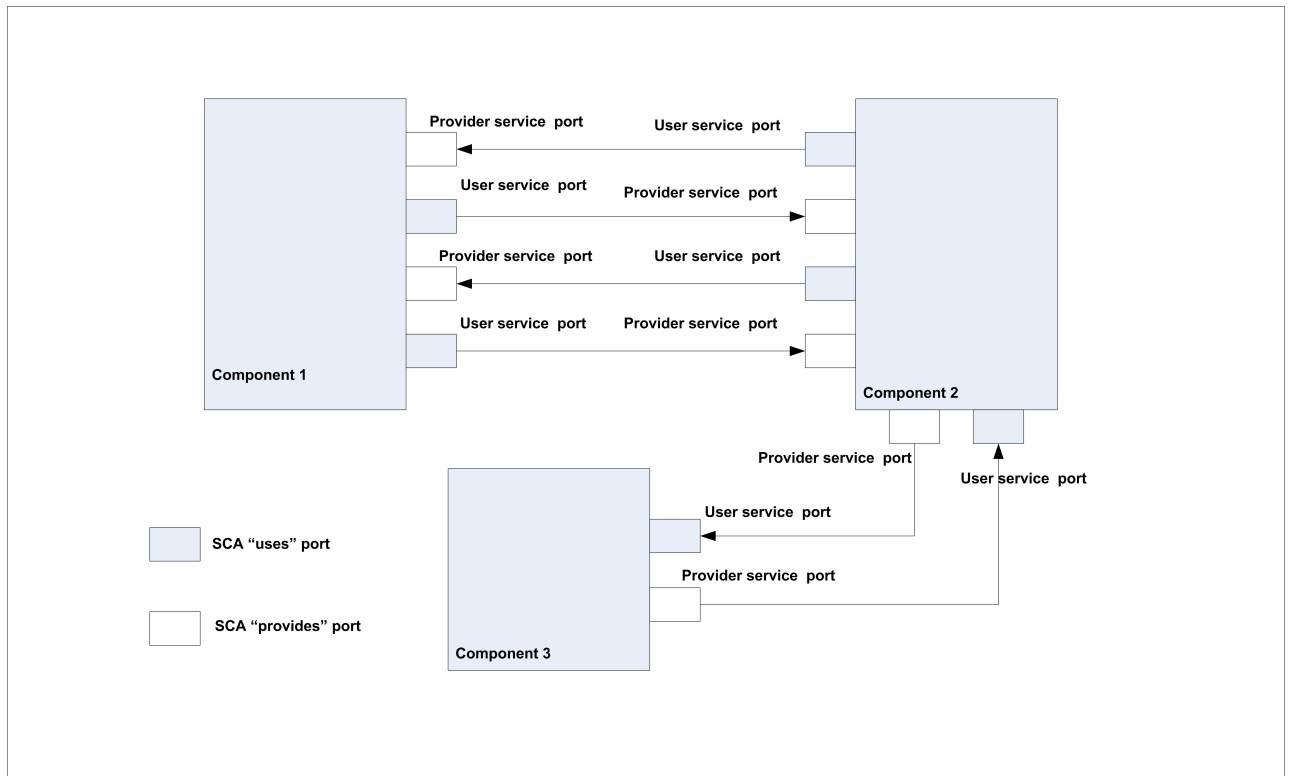 Provider service port
User service port
User service port
Provider service port
Provider service port
User service port
User service port
Provider service port
Component 1
Component 2
Provider service port
User service port
User service port
SCA “uses” port
Provider service port
SCA “provides” port
Component 3